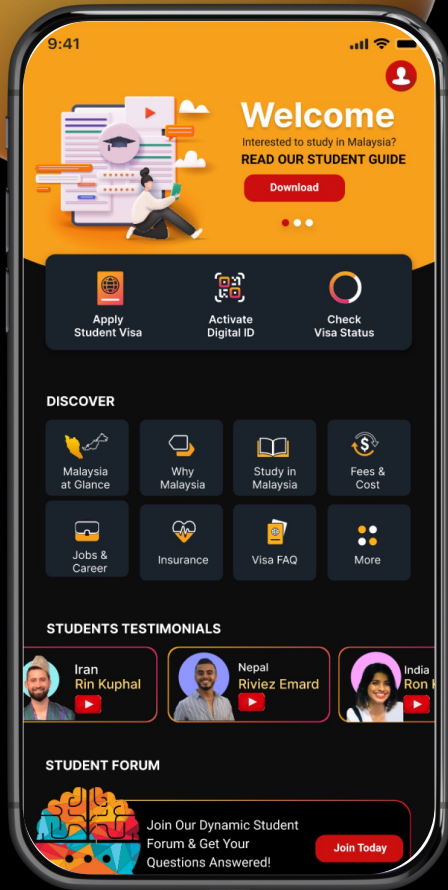 9:41
Welcome
Interested to study in Malaysia?
READ OUR STUDENT GUIDE
Download
Apply
Student Visa
Activate
Digital ID
Check
Visa Status
DISCOVER
Malaysia
at Glance
Why
Malaysia
Study in
Malaysia
Fees &
Cost
Jobs &
Career
Insurance
Visa FAQ
More
STUDENTS TESTIMONIALS
Iran
Rin Kuphal
Nepal
Riviez Emard
India
Ron
STUDENT FORUM
Join Our Dynamic Student
Forum & Get Your
Questions Answered!
Join Today